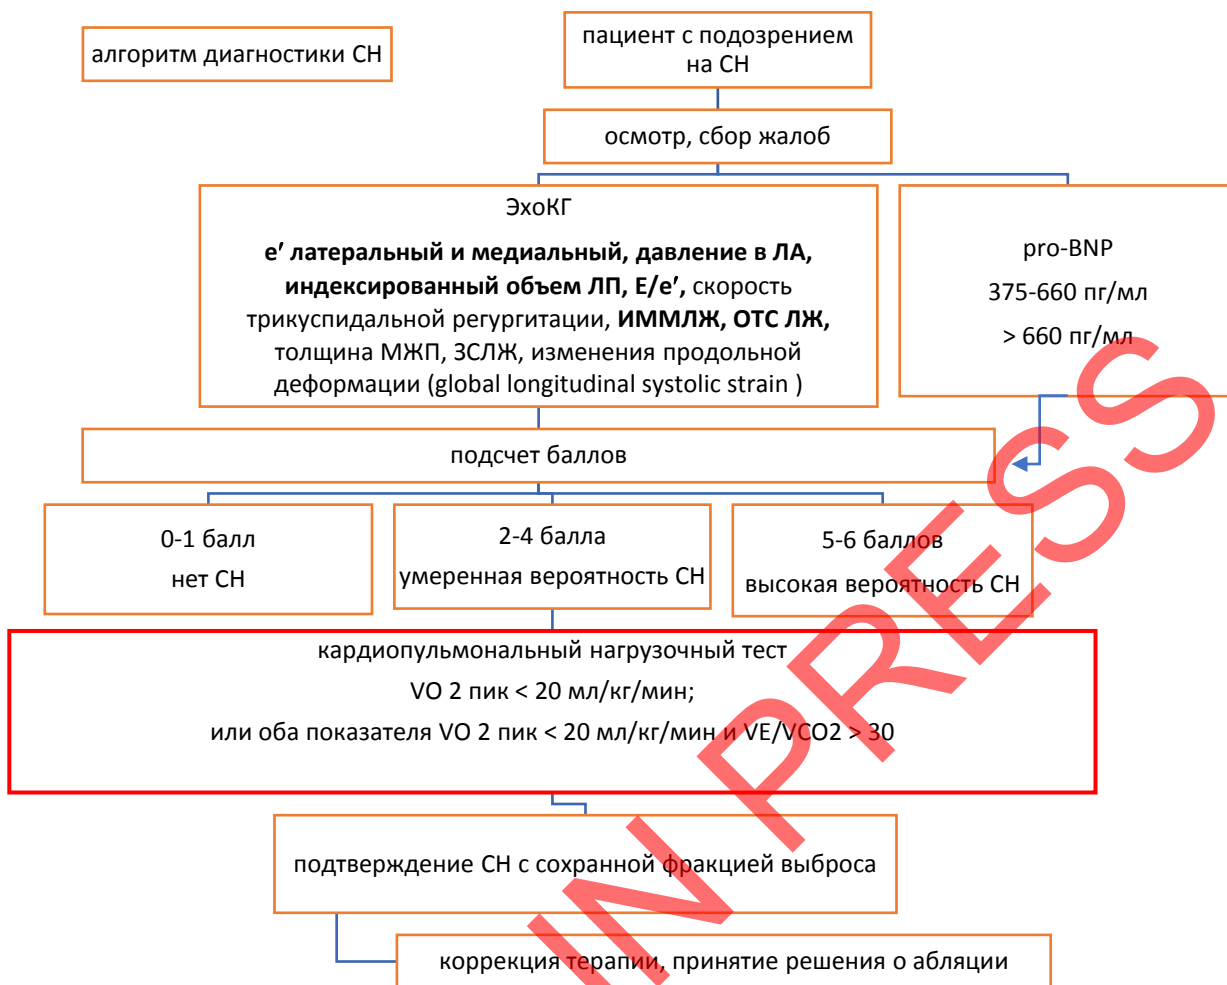 алгоритм диагностики СН
пациент с подозрением
на СН
осмотр, сбор жалоб
ЭхоКГ
e′ латеральный и медиальный, давление в ЛА,
индексированный объем ЛП, E/e′, скорость
трикуспидальной регургитации, ИММЛЖ, ОТС ЛЖ,
толщина МЖП, ЗСЛЖ, изменения продольной
деформации (global longitudinal systolic strain )
pro-BNP
375-660 пг/мл
> 660 пг/мл
подсчет баллов
0-1 балл
нет СН
2-4 балла
умеренная вероятность СН
5-6 баллов
высокая вероятность СН
кардиопульмональный нагрузочный тест
VO 2 пик < 20 мл/кг/мин;
или оба показателя VO 2 пик < 20 мл/кг/мин и VE/VCO2 > 30
подтверждение СН с сохранной фракцией выброса
коррекция терапии, принятие решения о абляции
IN PRESS